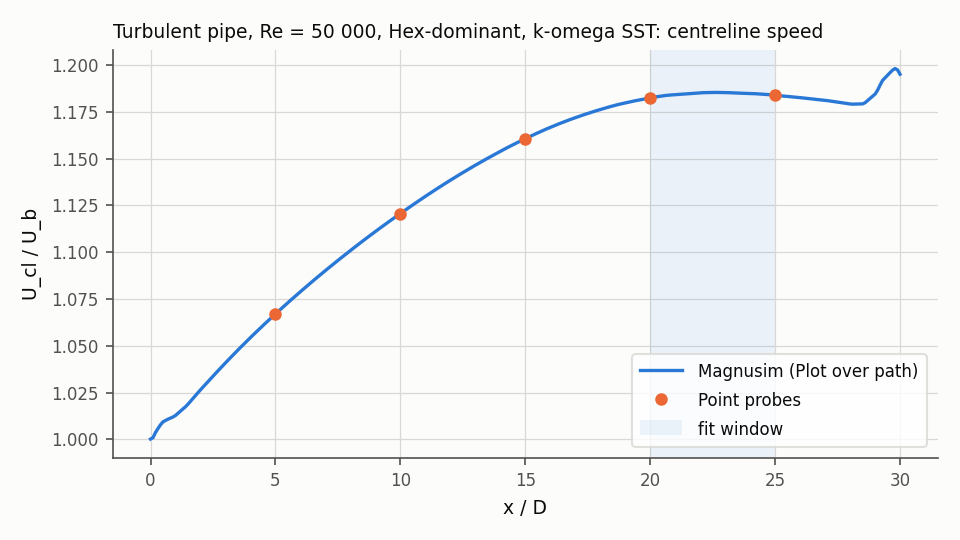 Turbulent pipe, Re = 50 000, Hex-dominant, k-omega SST: centreline speed
U_cl / U_b
1.200
1.175
1.150
1.125
1.100
1.075
1.050
1.025
1.000
Magnusim (Plot over path)
Point probes
fit window
0 5 10 15 20 25 30
x / D